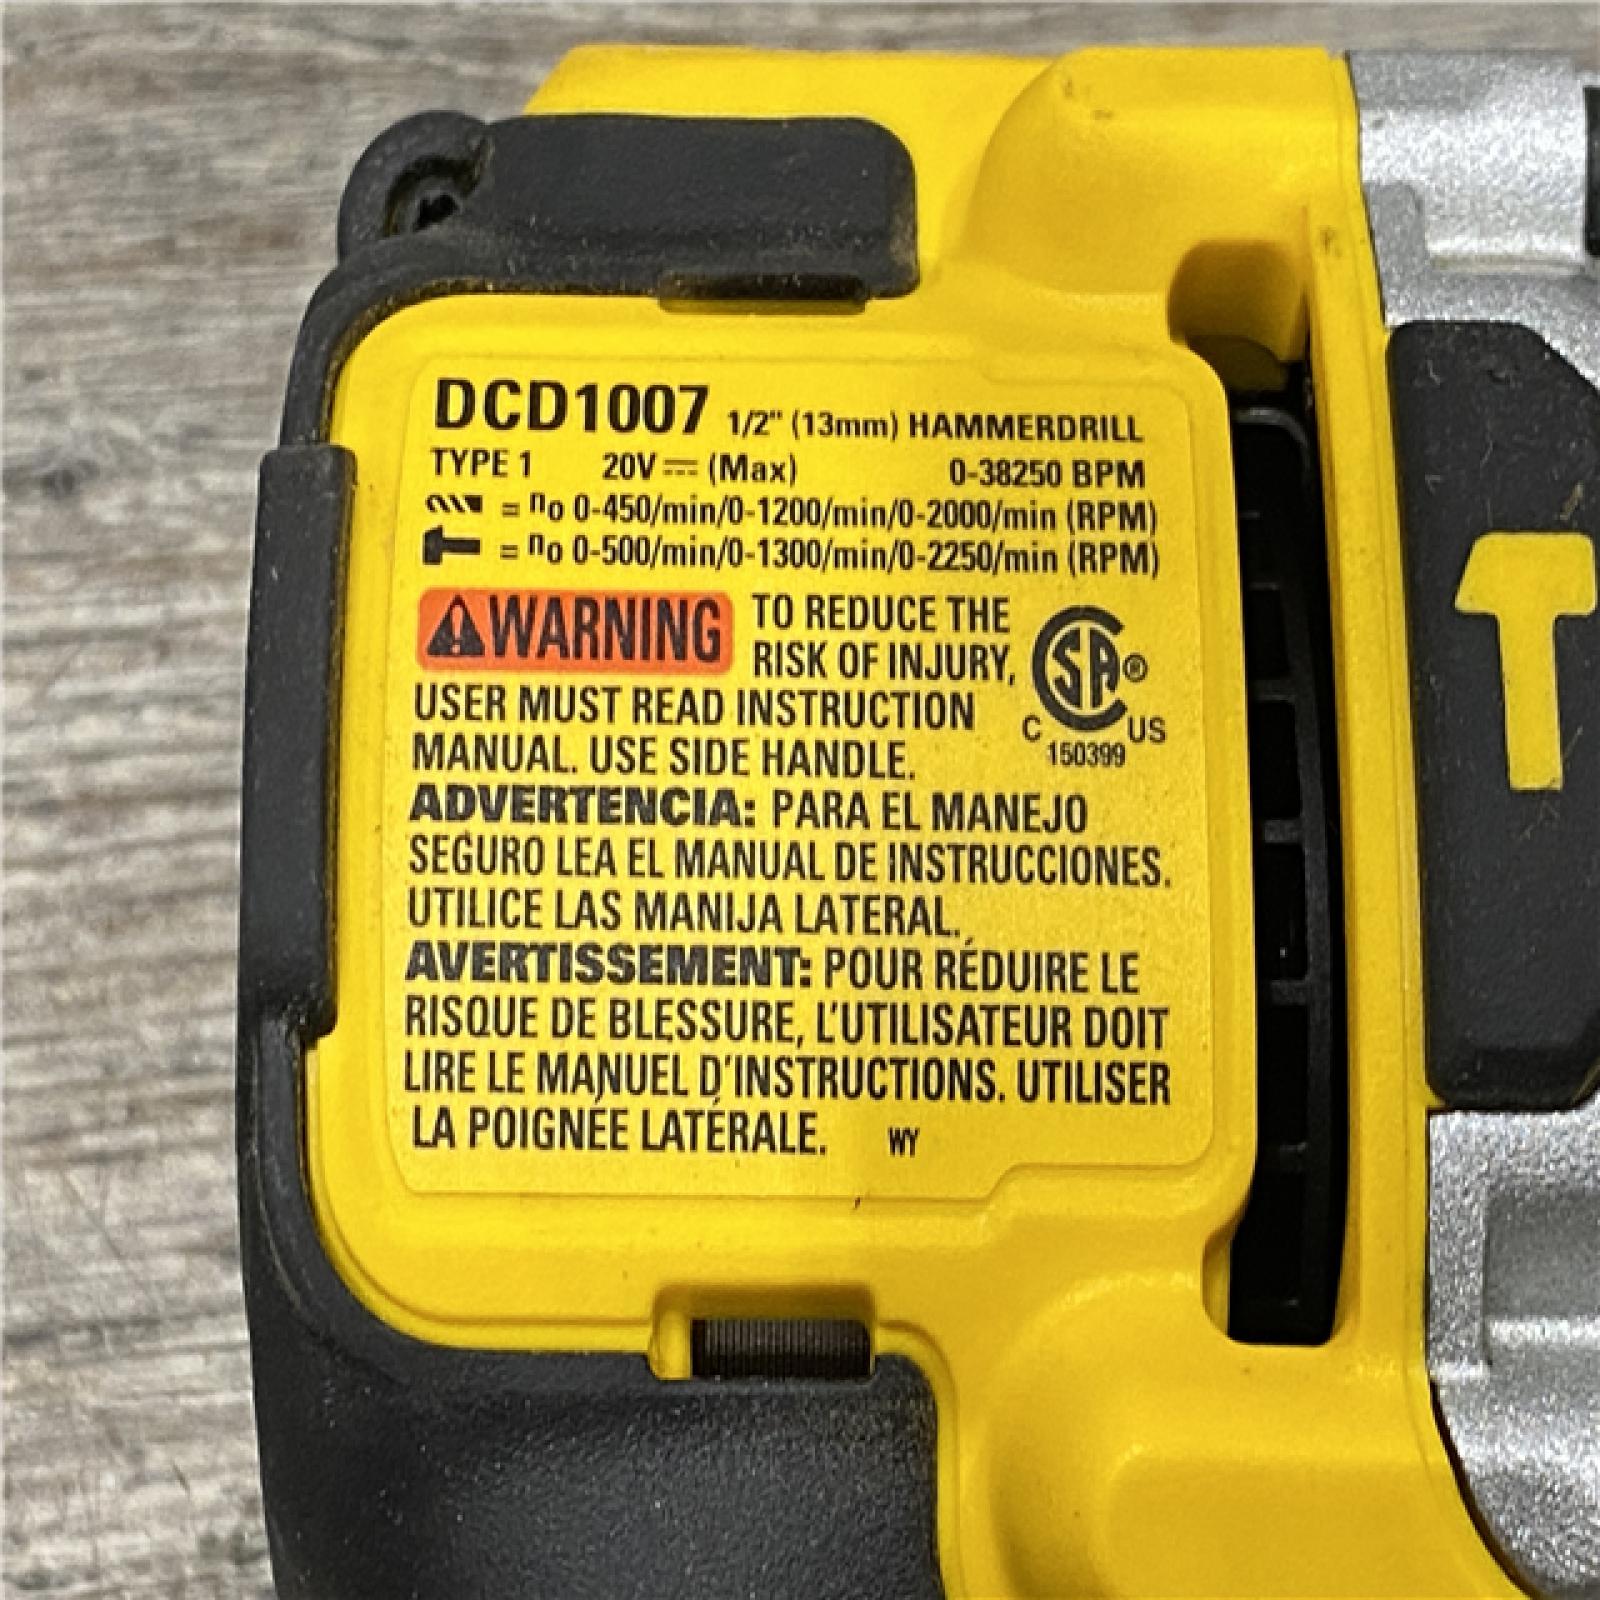 DCD1007 1/2" (13mm) HAMMERDRILL
TYPE 1 20V ⎓ (Max) 0-38250 BPM
= no 0-450/min/0-1200/min/0-2000/min (RPM)
= no 0-500/min/0-1300/min/0-2250/min (RPM)
WARNING TO REDUCE THE
RISK OF INJURY,
USER MUST READ INSTRUCTION
MANUAL. USE SIDE HANDLE.
CSA®
C US
150399
ADVERTENCIA: PARA EL MANEJO
SEGURO LEA EL MANUAL DE INSTRUCCIONES.
UTILICE LAS MANIJA LATERAL.
AVERTISSEMENT: POUR RÉDUIRE LE
RISQUE DE BLESSURE, L'UTILISATEUR DOIT
LIRE LE MANUEL D'INSTRUCTIONS. UTILISER
LA POIGNÉE LATÉRALE. WY